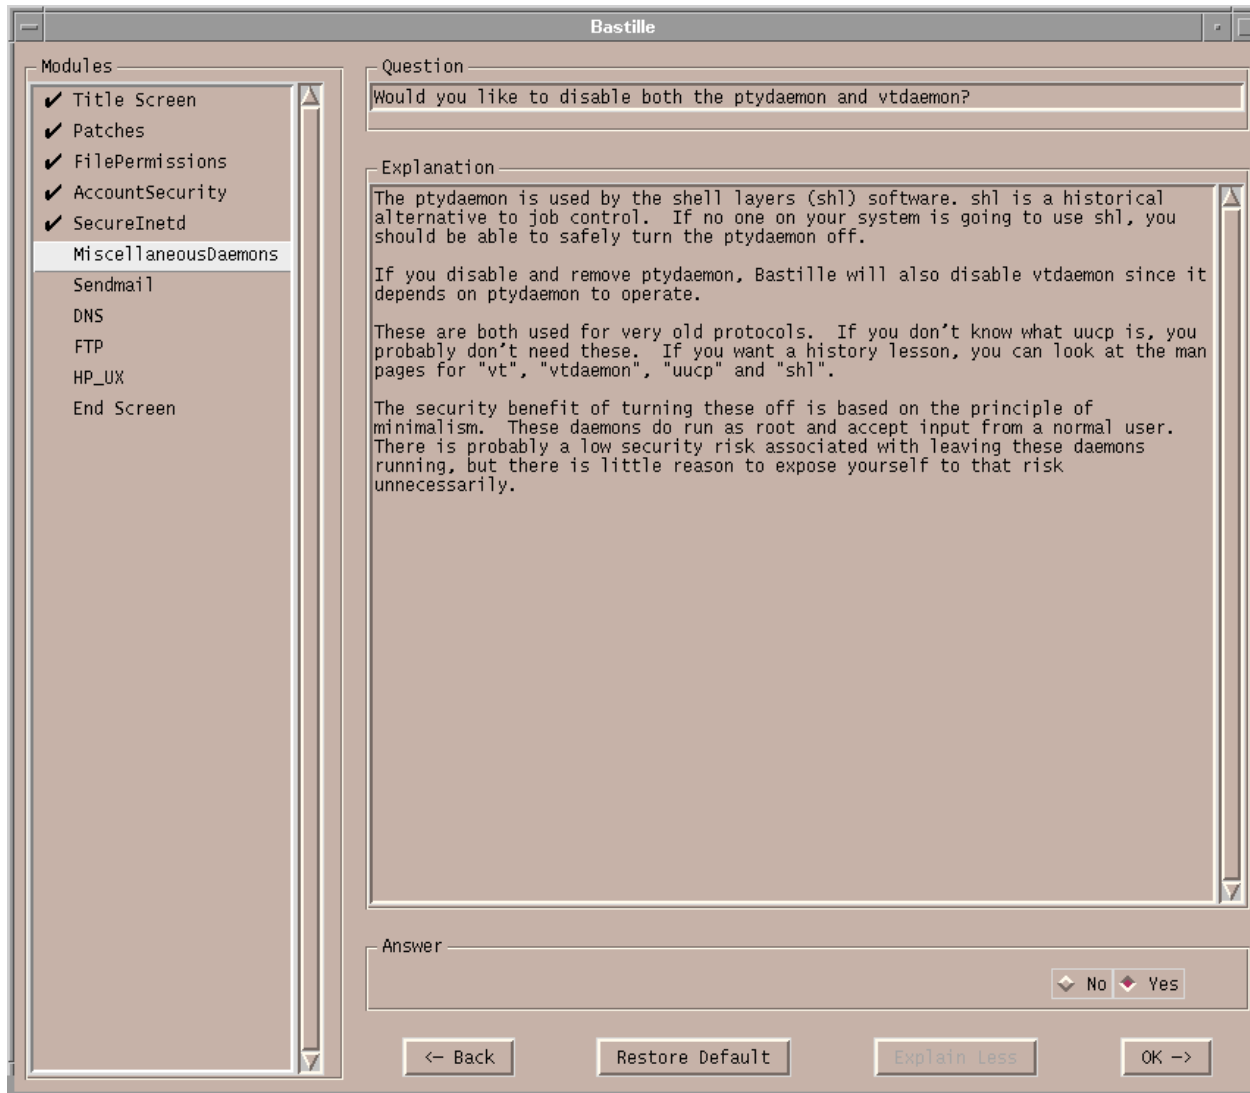 Bastille
Modules
Title Screen
Patches
FilePermissions
AccountSecurity
SecureInetd
MiscellaneousDaemons
Sendmail
DNS
FTP
HP_UX
End Screen
Question
Would you like to disable both the ptydaemon and vtdaemon?
Explanation
The ptydaemon is used by the shell layers (shl) software. shl is a historical
alternative to job control.  If no one on your system is going to use shl, you
should be able to safely turn the ptydaemon off.
If you disable and remove ptydaemon, Bastille will also disable vtdaemon since it
depends on ptydaemon to operate.
These are both used for very old protocols.  If you don't know what uucp is, you
probably don't need these.  If you want a history lesson, you can look at the man
pages for "vt", "vtdaemon", "uucp" and "shl".
The security benefit of turning these off is based on the principle of
minimalism.  These daemons do run as root and accept input from a normal user.
There is probably a low security risk associated with leaving these daemons
running, but there is little reason to expose yourself to that risk
unnecessarily.
Answer
No Yes
<- Back Restore Default Explain Less OK ->